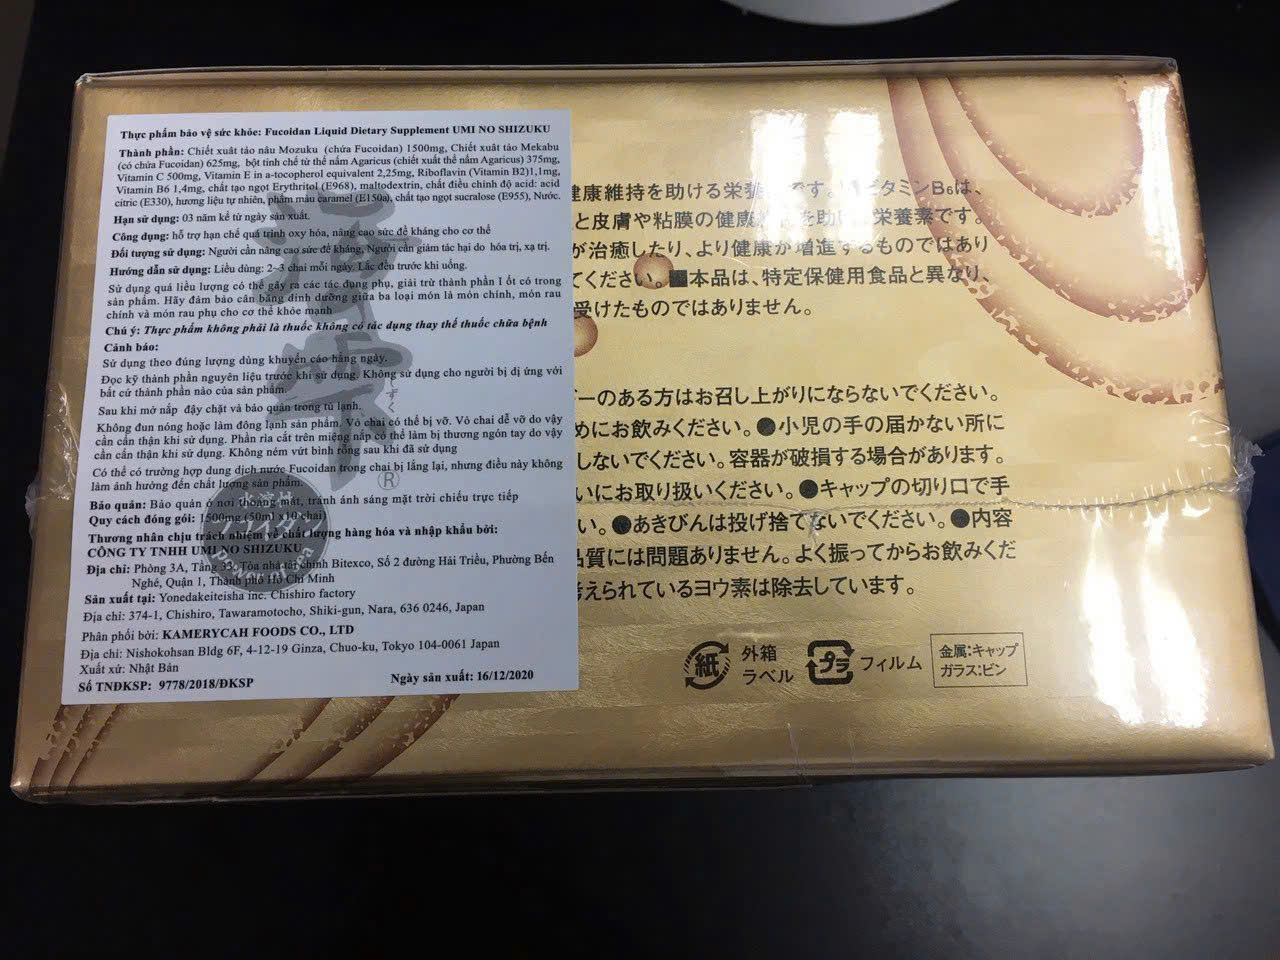 Thực phẩm bảo vệ sức khỏe: Fucoidan Liquid Dietary Supplement UMI NO SHIZUKU
Thành phần: Chiết xuất tảo nâu Mozuku (chứa Fucoidan) 1500mg, Chiết xuất tảo Mekabu
(có chứa Fucoidan) 625mg, bột tinh chế từ thể nấm Agaricus (chiết xuất thể nấm Agaricus) 375mg,
Vitamin C 500mg, Vitamin E in a-tocopherol equivalent 2,25mg, Riboflavin (Vitamin B2)1,1mg,
Vitamin B6 1,4mg, chất tạo ngọt Erythritol (E968), maltodextrin, chất điều chỉnh độ acid: acid
citric (E330), hương liệu tự nhiên, phẩm mầu caramel (E150a), chất tạo ngọt sucralose (E955), Nước.
Hạn sử dụng: 03 năm kể từ ngày sản xuất.
Công dụng: hỗ trợ hạn chế quá trình oxy hóa, nâng cao sức đề kháng cho cơ thể
Đối tượng sử dụng: Người cần nâng cao sức đề kháng, Người cần giảm tác hại do hóa trị, xạ trị.
Hướng dẫn sử dụng: Liều dùng: 2~3 chai mỗi ngày. Lắc đều trước khi uống.
Sử dụng quá liều lượng có thể gây ra các tác dụng phụ, giải trừ thành phần I ốt có trong
sản phẩm. Hãy đảm bảo cân bằng dinh dưỡng giữa ba loại món là món chính, món rau
chính và món rau phụ cho cơ thể khỏe mạnh
Chú ý: Thực phẩm không phải là thuốc không có tác dụng thay thế thuốc chữa bệnh
Cảnh báo:
Sử dụng theo đúng lượng dùng khuyến cáo hằng ngày.
Đọc kỹ thành phần nguyên liệu trước khi sử dụng. Không sử dụng cho người bị dị ứng với
bất cứ thành phần nào của sản phẩm.
Sau khi mở nắp đậy chặt và bảo quản trong tủ lạnh.
Không đun nóng hoặc làm đông lạnh sản phẩm. Vỏ chai có thể bị vỡ. Vỏ chai dễ vỡ do vậy
cần cẩn thận khi sử dụng. Phần rìa cắt trên miệng nắp có thể làm bị thương ngón tay do vậy
cần cẩn thận khi sử dụng. Không ném vứt bình rỗng sau khi đã sử dụng
Có thể có trường hợp dung dịch nước Fucoidan trong chai bị lắng lại, nhưng điều này không
làm ảnh hưởng đến chất lượng sản phẩm.
Bảo quản: Bảo quản ở nơi thoáng mát, tránh ánh sáng mặt trời chiếu trực tiếp
Quy cách đóng gói: 1500mg (50ml) x10 chai
Thương nhân chịu trách nhiệm về chất lượng hàng hóa và nhập khẩu bởi:
CÔNG TY TNHH UMI NO SHIZUKU
Địa chỉ: Phòng 3A, Tầng 33, Tòa nhà tài chính Bitexco, Số 2 đường Hải Triều, Phường Bến
Nghé, Quận 1, Thành phố Hồ Chí Minh
Sản xuất tại: Yonedakeiteisha inc. Chishiro factory
Địa chỉ: 374-1, Chishiro, Tawaramotocho, Shiki-gun, Nara, 636 0246, Japan
Phân phối bởi: KAMERYCAH FOODS CO., LTD
Địa chỉ: Nishokohsan Bldg 6F, 4-12-19 Ginza, Chuo-ku, Tokyo 104-0061 Japan
Xuất xứ: Nhật Bản
Số TNĐKSP: 9778/2018/ĐKSP
Ngày sản xuất: 16/12/2020
®
健康維持を助ける栄養素です。■ビタミンB₆は、
と皮膚や粘膜の健康維持を助ける栄養素です。
が治癒したり、より健康が増進するものではあり
てください。■本品は、特定保健用食品と異なり、
受けたものではありません。
ーのある方はお召し上がりにならないでください。
めにお飲みください。●小児の手の届かない所に
しないでください。容器が破損する場合があります。
いにお取り扱いください。●キャップの切り口で手
い。●あきびんは投げ捨てないでください。●内容
品質には問題ありません。よく振ってからお飲みくだ
考えられているヨウ素は除去しています。
紙 外箱
ラベル
プラ フィルム
金属:キャップ
ガラス:ビン